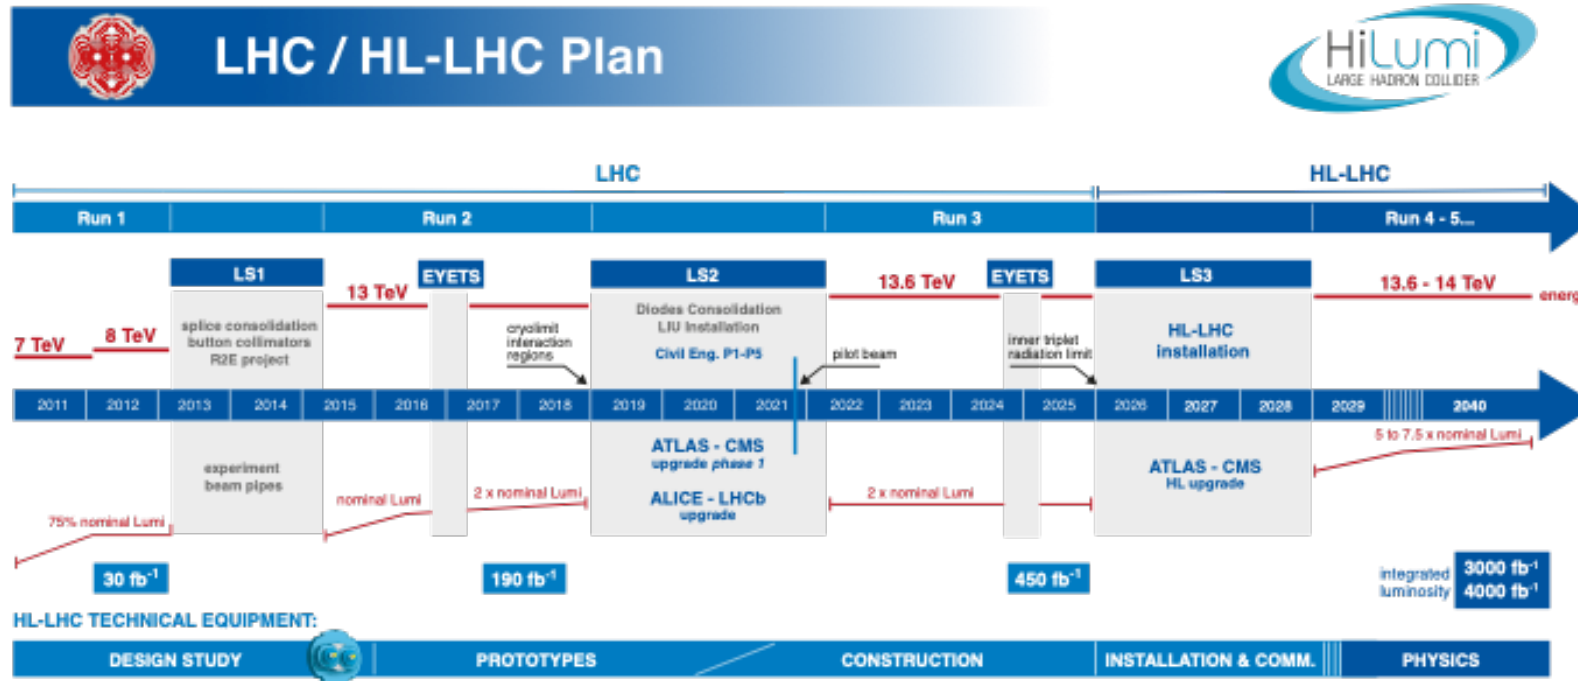 LHC / HL-LHC Plan
HiLumi
LARGE HADRON COLLIDER
LHC
HL-LHC
Run 1
Run 2
Run 3
Run 4 - 5...
LS1
EYETS
LS2
EYETS
LS3
7 TeV
8 TeV
13 TeV
13.6 TeV
13.6 - 14 TeV
energ
splice consolidation
button collimators
R2E project
cryolimit
interaction
regions
Diodes Consolidation
LIU Installation
Civil Eng. P1-P5
pilot beam
inner triplet
radiation limit
HL-LHC
installation
2011 2012 2013 2014 2015 2016 2017 2018 2019 2020 2021 2022 2023 2024 2025 2026 2027 2028 2029 2040
experiment
beam pipes
75% nominal Lumi
nominal Lumi
2 x nominal Lumi
ATLAS - CMS
upgrade phase 1
ALICE - LHCb
upgrade
2 x nominal Lumi
ATLAS - CMS
HL upgrade
5 to 7.5 x nominal Lumi
30 fb⁻¹
190 fb⁻¹
450 fb⁻¹
integrated
luminosity
3000 fb⁻¹
4000 fb⁻¹
HL-LHC TECHNICAL EQUIPMENT:
DESIGN STUDY
PROTOTYPES
CONSTRUCTION
INSTALLATION & COMM.
PHYSICS